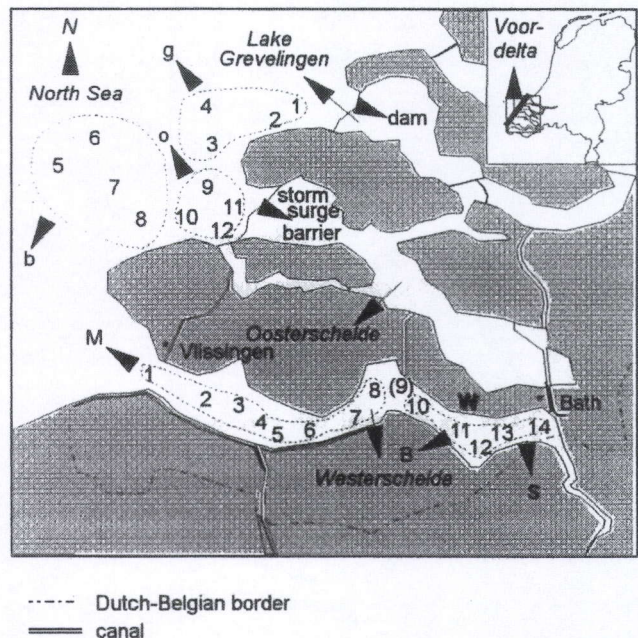 N
North Sea
g
Lake
Grevelingen
Voor-
delta
4
1
2
3
dam
6
5
7
8
o
9
10
11
12
storm
surge
barrier
b
Oosterschelde
M
Vlissingen
1
2
3
4
5
6
7
8
(9)
10
W
Bath
11
12
13
14
B
Westerschelde
S
Dutch-Belgian border
canal